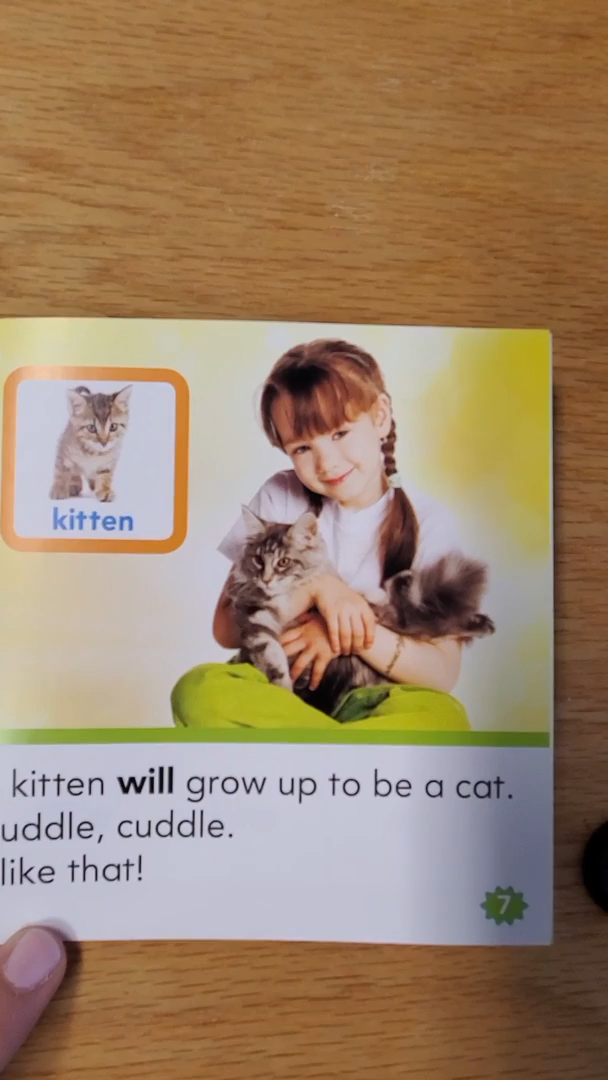 kitten
kitten will grow up to be a cat.
uddle, cuddle.
like that!
7